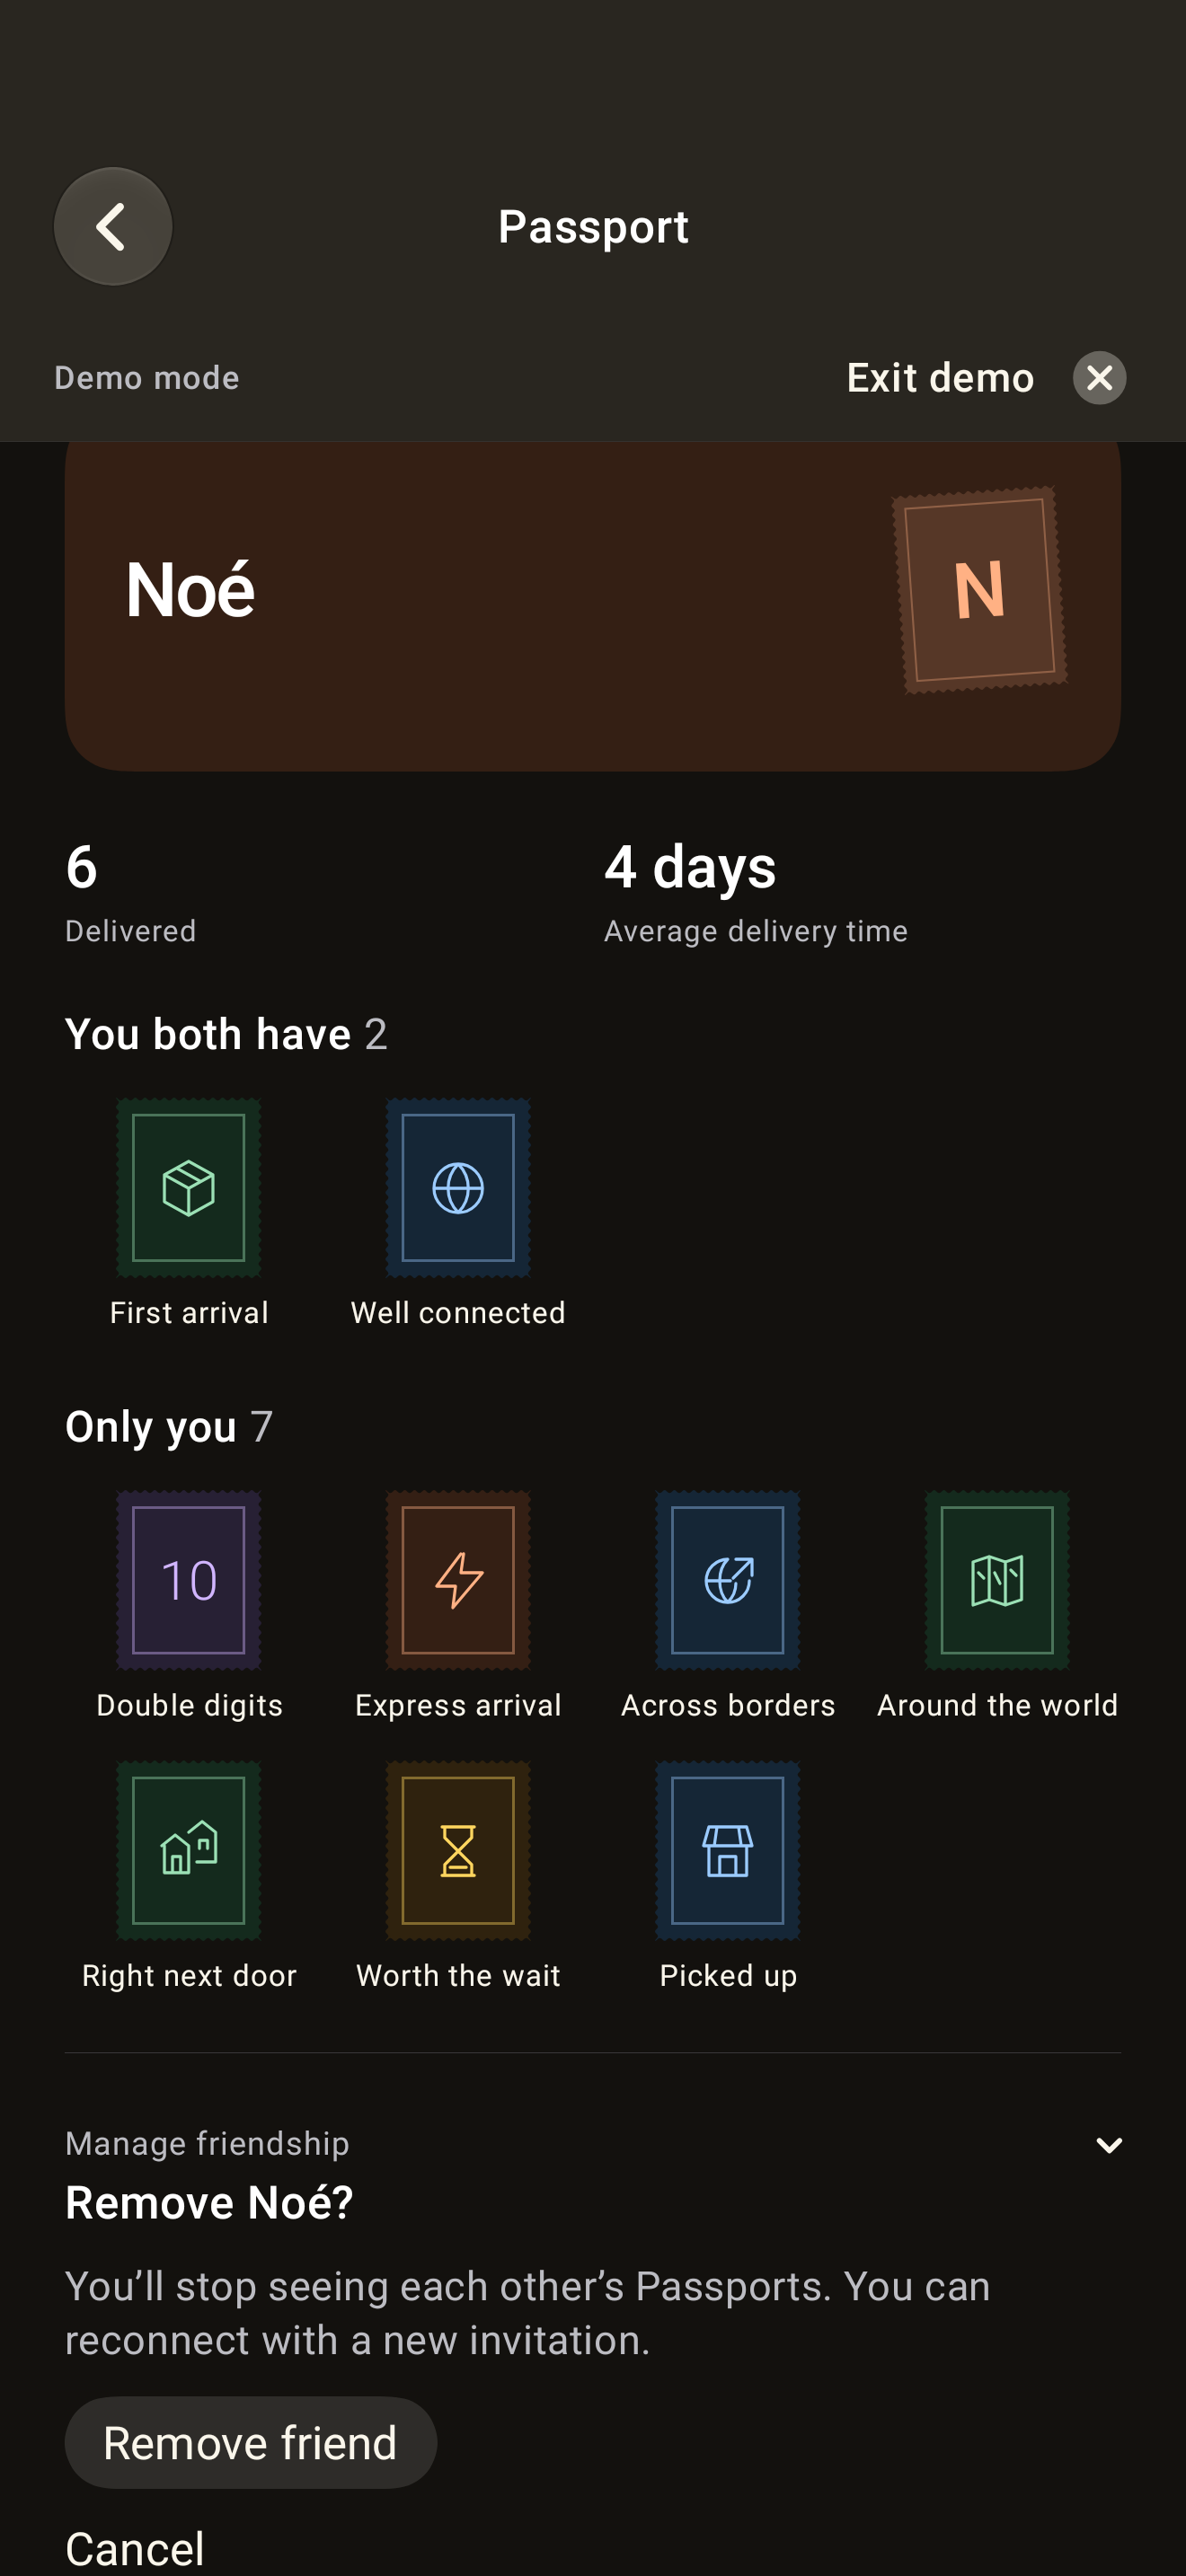 Passport
Demo mode
Exit demo
Noé
N
6
Delivered
4 days
Average delivery time
You both have 2
First arrival
Well connected
Only you 7
10
Double digits
Express arrival
Across borders
Around the world
Right next door
Worth the wait
Picked up
Manage friendship
Remove Noé?
You’ll stop seeing each other’s Passports. You can
reconnect with a new invitation.
Remove friend
Cancel